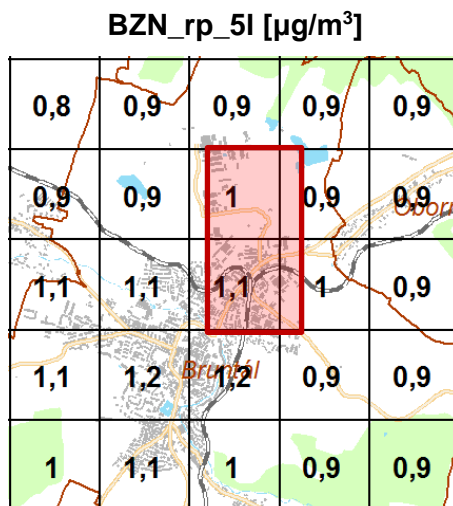 BZN_rp_5l [µg/m³]
0,8 0,9 0,9 0,9 0,9
0,9 0,9 1 0,9 0,9
Oborn
1,1 1,1 1,1 1 0,9
1,1 1,2 1,2 0,9 0,9
Bruntál
1 1,1 1 0,9 0,9